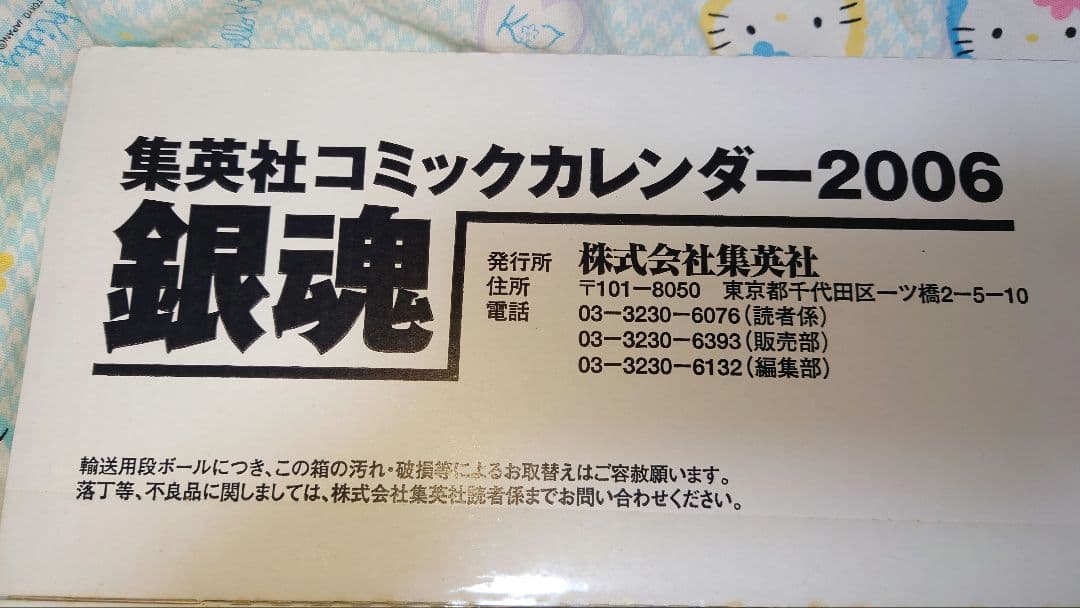 集英社コミックカレンダー2006
銀魂
発行所 株式会社集英社
住所 〒101-8050 東京都千代田区一ツ橋2-5-10
電話 03-3230-6076(読者係)
03-3230-6393(販売部)
03-3230-6132(編集部)
輸送用段ボールにつき、この箱の汚れ・破損等によるお取替えはご容赦願います。
落丁等、不良品に関しましては、株式会社集英社読者係までお問い合わせください。